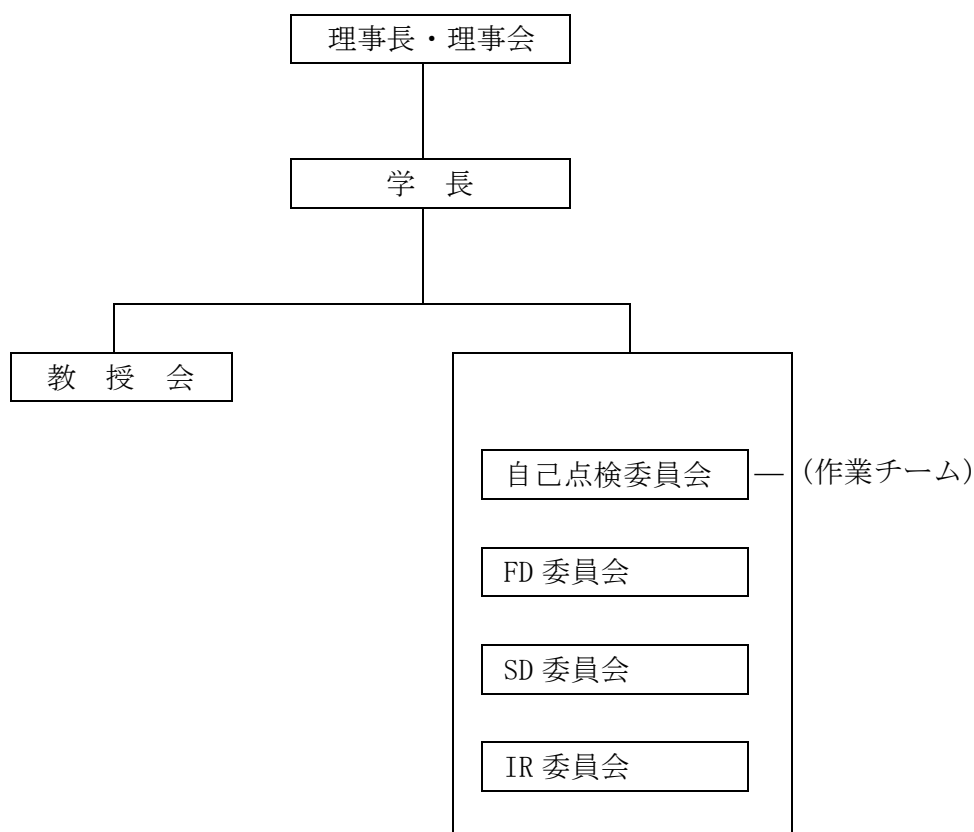 理事長・理事会
学　長
教　授　会
自己点検委員会 ― （作業チーム）
FD 委員会
SD 委員会
IR 委員会